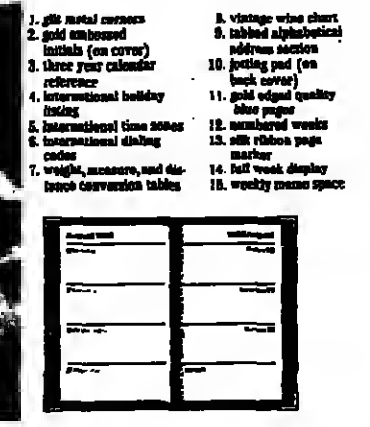 1. gilt metal corners
2. gold embossed
initials (on cover)
3. three year calendar
reference
4. international holiday
listing
5. international time zones
6. international dialing
codes
7. weight, measure, and dis-
tance conversion tables
8. vintage wine chart
9. tabbed alphabetical
address section
10. jotting pad (on
back cover)
11. gold edged quality
blue pages
12. numbered weeks
13. silk ribbon page
marker
14. full week display
15. weekly memo space